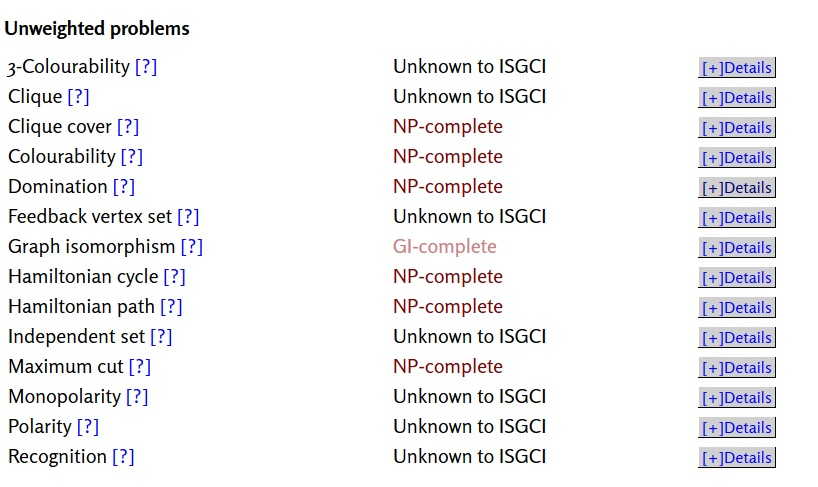 Unweighted problems
3-Colourability [?] Unknown to ISGCI [+]Details
Clique [?] Unknown to ISGCI [+]Details
Clique cover [?] NP-complete [+]Details
Colourability [?] NP-complete [+]Details
Domination [?] NP-complete [+]Details
Feedback vertex set [?] Unknown to ISGCI [+]Details
Graph isomorphism [?] GI-complete [+]Details
Hamiltonian cycle [?] NP-complete [+]Details
Hamiltonian path [?] NP-complete [+]Details
Independent set [?] Unknown to ISGCI [+]Details
Maximum cut [?] NP-complete [+]Details
Monopolarity [?] Unknown to ISGCI [+]Details
Polarity [?] Unknown to ISGCI [+]Details
Recognition [?] Unknown to ISGCI [+]Details